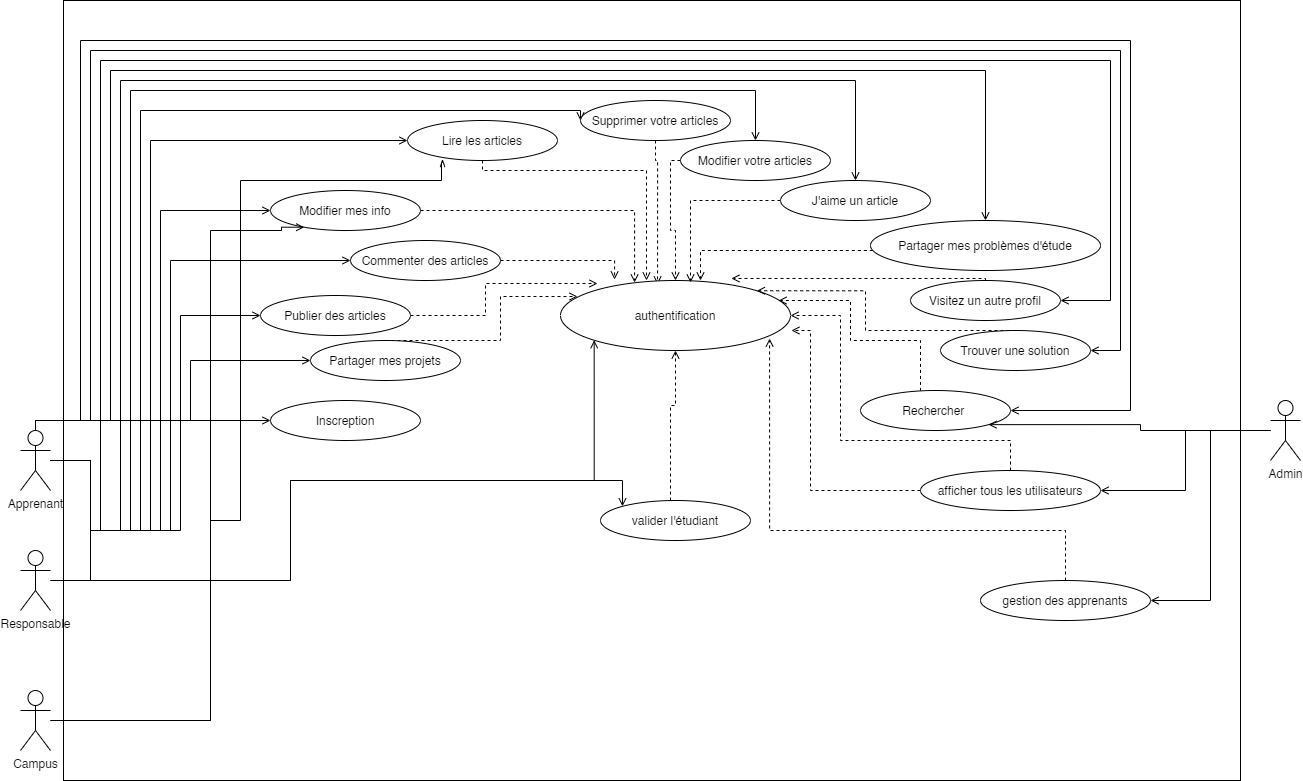 Supprimer votre articles
Lire les articles
Modifier votre articles
J'aime un article
Modifier mes info
Partager mes problèmes d'étude
Commenter des articles
Visitez un autre profil
Publier des articles
authentification
Trouver une solution
Partager mes projets
Rechercher
Inscreption
Admin
Apprenant
afficher tous les utilisateurs
valider l'étudiant
gestion des apprenants
Responsable
Campus